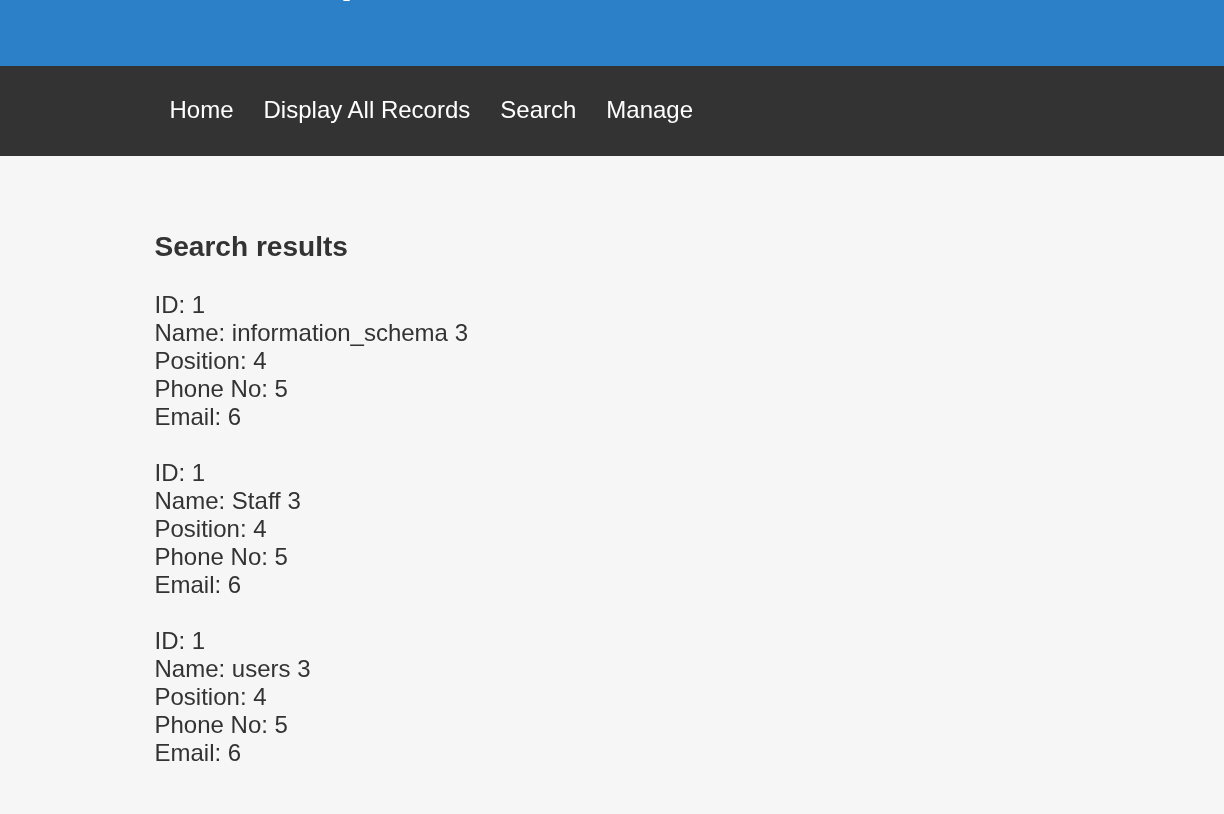 Home Display All Records Search Manage
Search results
ID: 1
Name: information_schema 3
Position: 4
Phone No: 5
Email: 6
ID: 1
Name: Staff 3
Position: 4
Phone No: 5
Email: 6
ID: 1
Name: users 3
Position: 4
Phone No: 5
Email: 6